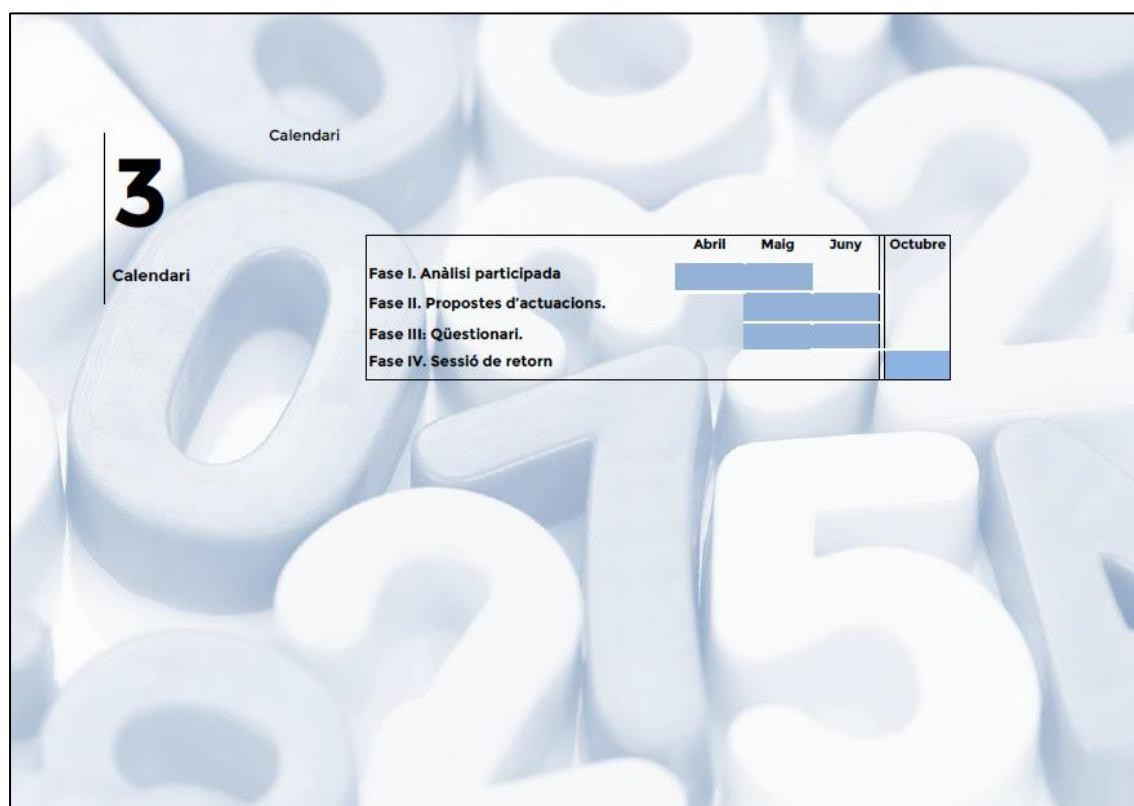 Calendari
3
Calendari
Abril Maig Juny Octubre
Fase I. Anàlisi participada
Fase II. Propostes d'actuacions.
Fase III: Qüestionari.
Fase IV. Sessió de retorn